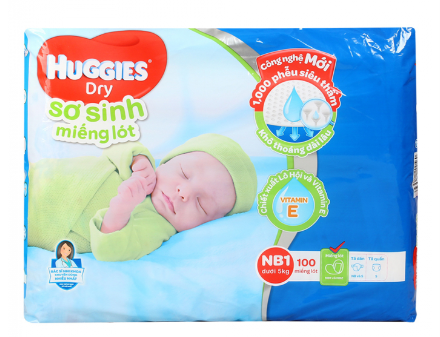 HUGGIES
Dry
sơ sinh
miếng lót
Công nghệ Mới
1.000 phễu siêu thấm
Khô thoáng dài lâu
Chiết xuất Lô Hội và Vitamin E
VITAMIN
E
NB1
dưới 5kg
100
miếng lót